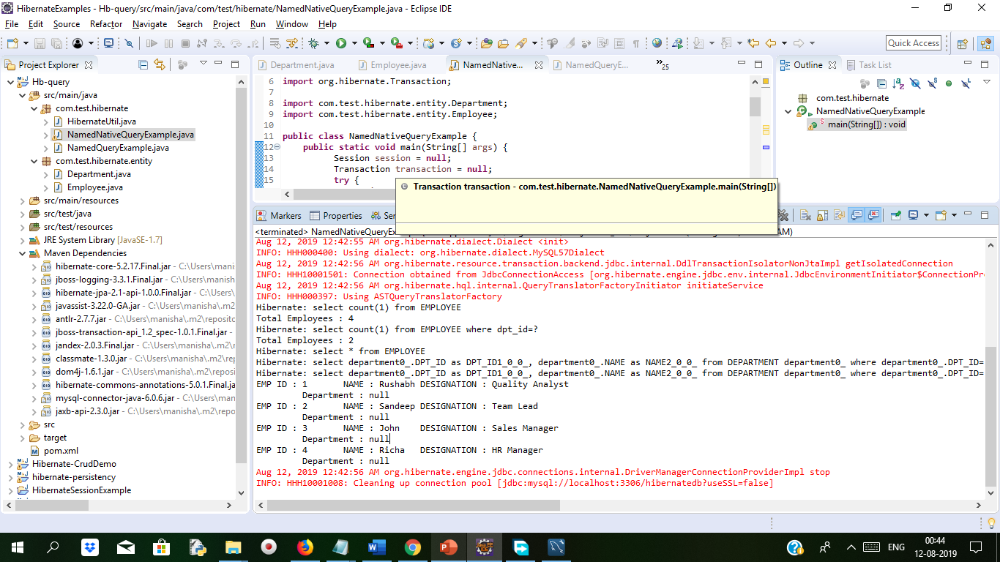 HibernateExamples - Hb-query/src/main/java/com/test/hibernate/NamedNativeQueryExample.java - Eclipse IDE
File Edit Source Refactor Navigate Search Project Run Window Help
Quick Access
Project Explorer
Hb-query
src/main/java
com.test.hibernate
HibernateUtil.java
NamedNativeQueryExample.java
NamedQueryExample.java
com.test.hibernate.entity
Department.java
Employee.java
src/main/resources
src/test/java
src/test/resources
JRE System Library [JavaSE-1.7]
Maven Dependencies
hibernate-core-5.2.17.Final.jar - C:\Users\
jboss-logging-3.3.1.Final.jar - C:\Users\manish
hibernate-jpa-2.1-api-1.0.0.Final.jar - C:\Users\
javassist-3.22.0-GA.jar - C:\Users\manisha\.m2
antlr-2.7.7.jar - C:\Users\manisha\.m2\reposito
jboss-transaction-api_1.2_spec-1.0.1.Final.jar -
jandex-2.0.3.Final.jar - C:\Users\manisha\.m2\
classmate-1.3.0.jar - C:\Users\manisha\.m2\rep
dom4j-1.6.1.jar - C:\Users\manisha\.m2\reposi
hibernate-commons-annotations-5.0.1.Final.ja
mysql-connector-java-6.0.6.jar - C:\Users\man
jaxb-api-2.3.0.jar - C:\Users\manisha\.m2\repo
src
target
pom.xml
Hibernate-CrudDemo
hibernate-persistency
HibernateSessionExample
Department.java Employee.java NamedNative... NamedQueryE... »25
6 import org.hibernate.Transaction;
7
8 import com.test.hibernate.entity.Department;
9 import com.test.hibernate.entity.Employee;
10
11 public class NamedNativeQueryExample {
12 public static void main(String[] args) {
13 Session session = null;
14 Transaction transaction = null;
15 try {
Transaction transaction - com.test.hibernate.NamedNativeQueryExample.main(String[])
Outline Task List
com.test.hibernate
NamedNativeQueryExample
main(String[]) : void
Markers Properties Ser
<terminated> NamedNativeQueryEx AM)
Aug 12, 2019 12:42:55 AM org.hibernate.dialect.Dialect <init>
INFO: HHH000400: Using dialect: org.hibernate.dialect.MySQL57Dialect
Aug 12, 2019 12:42:56 AM org.hibernate.resource.transaction.backend.jdbc.internal.DdlTransactionIsolatorNonJtaImpl getIsolatedConnection
INFO: HHH10001501: Connection obtained from JdbcConnectionAccess [org.hibernate.engine.jdbc.env.internal.JdbcEnvironmentInitiator$ConnectionPr
Aug 12, 2019 12:42:56 AM org.hibernate.hql.internal.QueryTranslatorFactoryInitiator initiateService
INFO: HHH000397: Using ASTQueryTranslatorFactory
Hibernate: select count(1) from EMPLOYEE
Total Employees : 4
Hibernate: select count(1) from EMPLOYEE where dpt_id=?
Total Employees : 2
Hibernate: select * from EMPLOYEE
Hibernate: select department0_.DPT_ID as DPT_ID1_0_0_, department0_.NAME as NAME2_0_0_ from DEPARTMENT department0_ where department0_.DPT_ID=
Hibernate: select department0_.DPT_ID as DPT_ID1_0_0_, department0_.NAME as NAME2_0_0_ from DEPARTMENT department0_ where department0_.DPT_ID=
EMP ID : 1 NAME : Rushabh DESIGNATION : Quality Analyst
Department : null
EMP ID : 2 NAME : Sandeep DESIGNATION : Team Lead
Department : null
EMP ID : 3 NAME : John DESIGNATION : Sales Manager
Department : null
EMP ID : 4 NAME : Richa DESIGNATION : HR Manager
Department : null
Aug 12, 2019 12:42:56 AM org.hibernate.engine.jdbc.connections.internal.DriverManagerConnectionProviderImpl stop
INFO: HHH10001008: Cleaning up connection pool [jdbc:mysql://localhost:3306/hibernatedb?useSSL=false]
ENG
00:44
12-08-2019